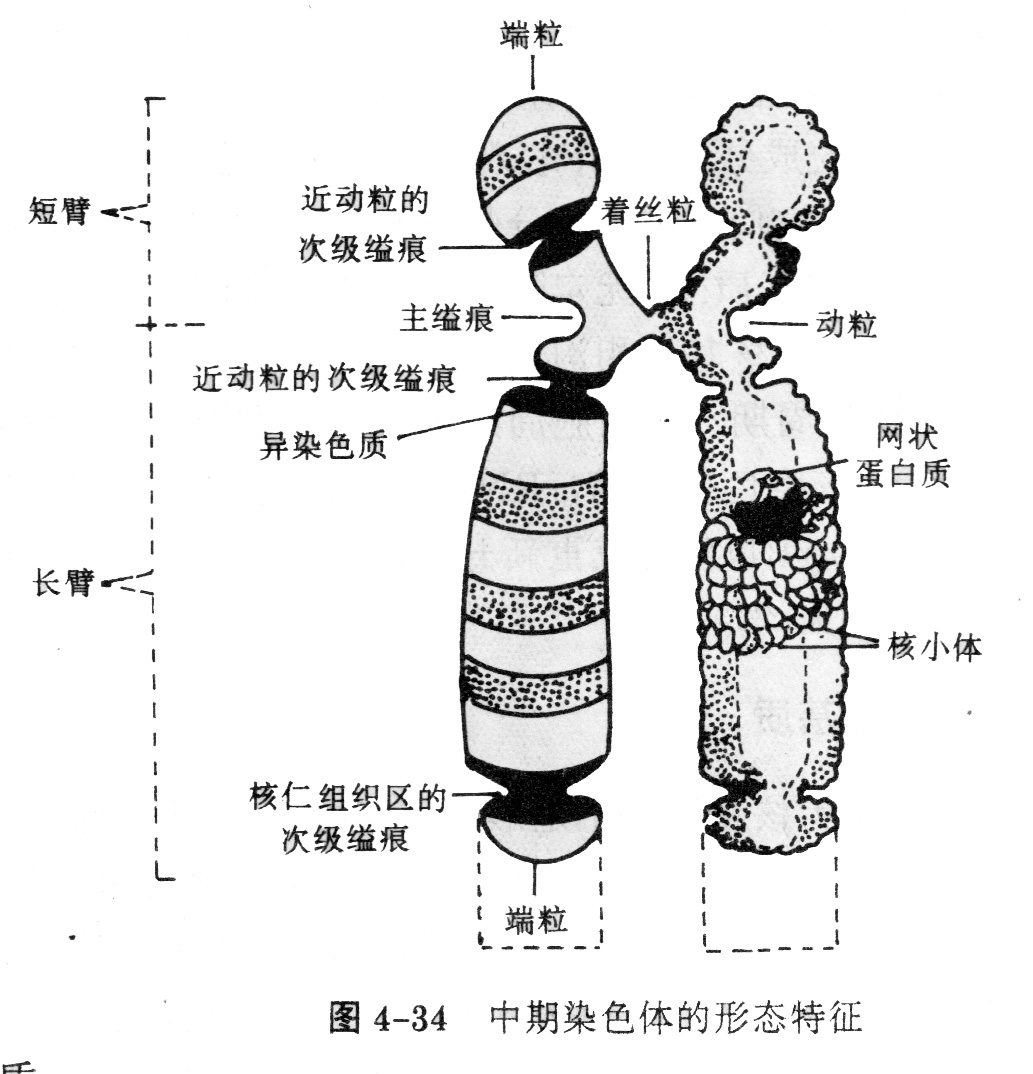 端粒
短臂
近动粒的
次级缢痕
着丝粒
主缢痕
动粒
近动粒的次级缢痕
异染色质
网状
蛋白质
长臂
核小体
核仁组织区的
次级缢痕
端粒
图 4-34 中期染色体的形态特征